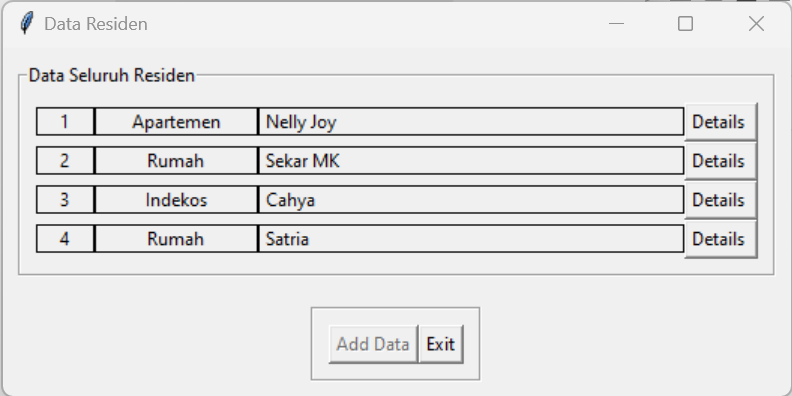 Data Residen
Data Seluruh Residen
1 Apartemen Nelly Joy Details
2 Rumah Sekar MK Details
3 Indekos Cahya Details
4 Rumah Satria Details
Add Data Exit